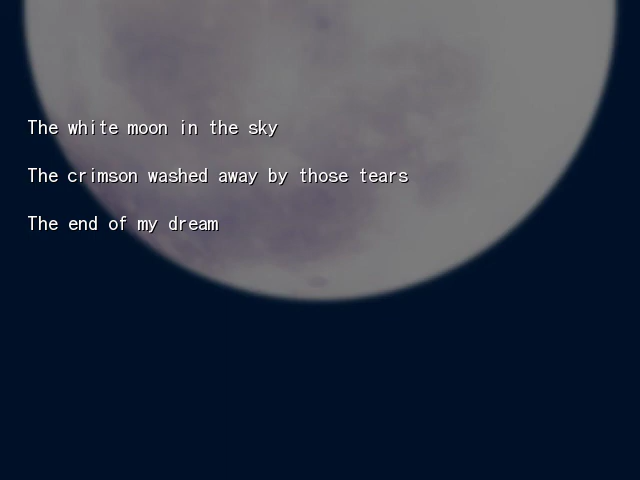 The white moon in the sky
The crimson washed away by those tears
The end of my dream